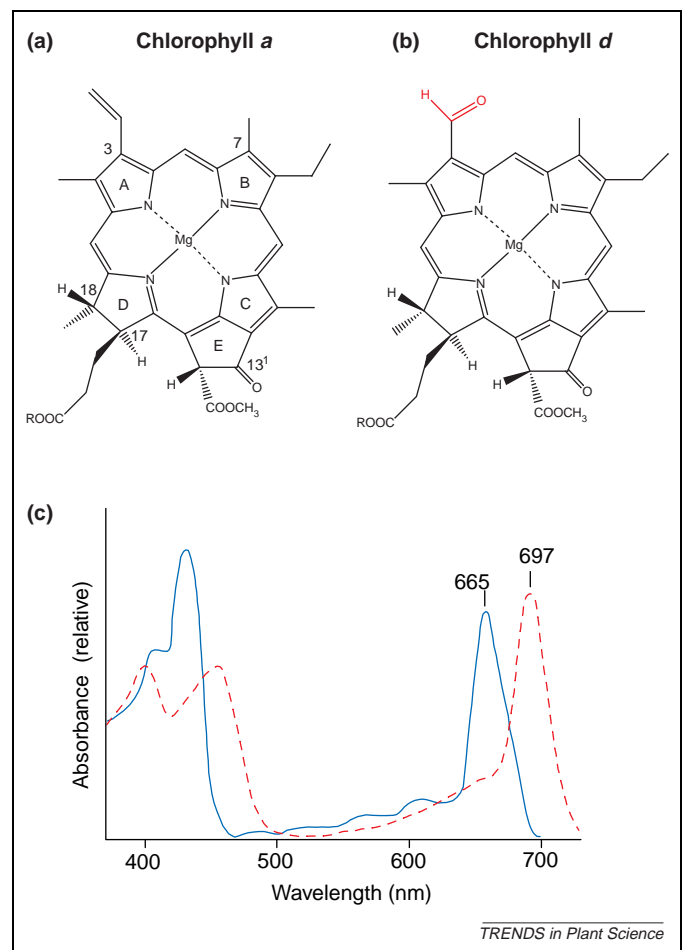 (a) Chlorophyll a
(b) Chlorophyll d
H
O
3
7
A
B
N
N
Mg
N
N
H
18
D
C
17
E
H
13¹
H
O
COOCH₃
ROOC
N
N
Mg
N
N
H
H
H
O
COOCH₃
ROOC
(c)
665
697
Absorbance (relative)
400
500
600
700
Wavelength (nm)
TRENDS in Plant Science